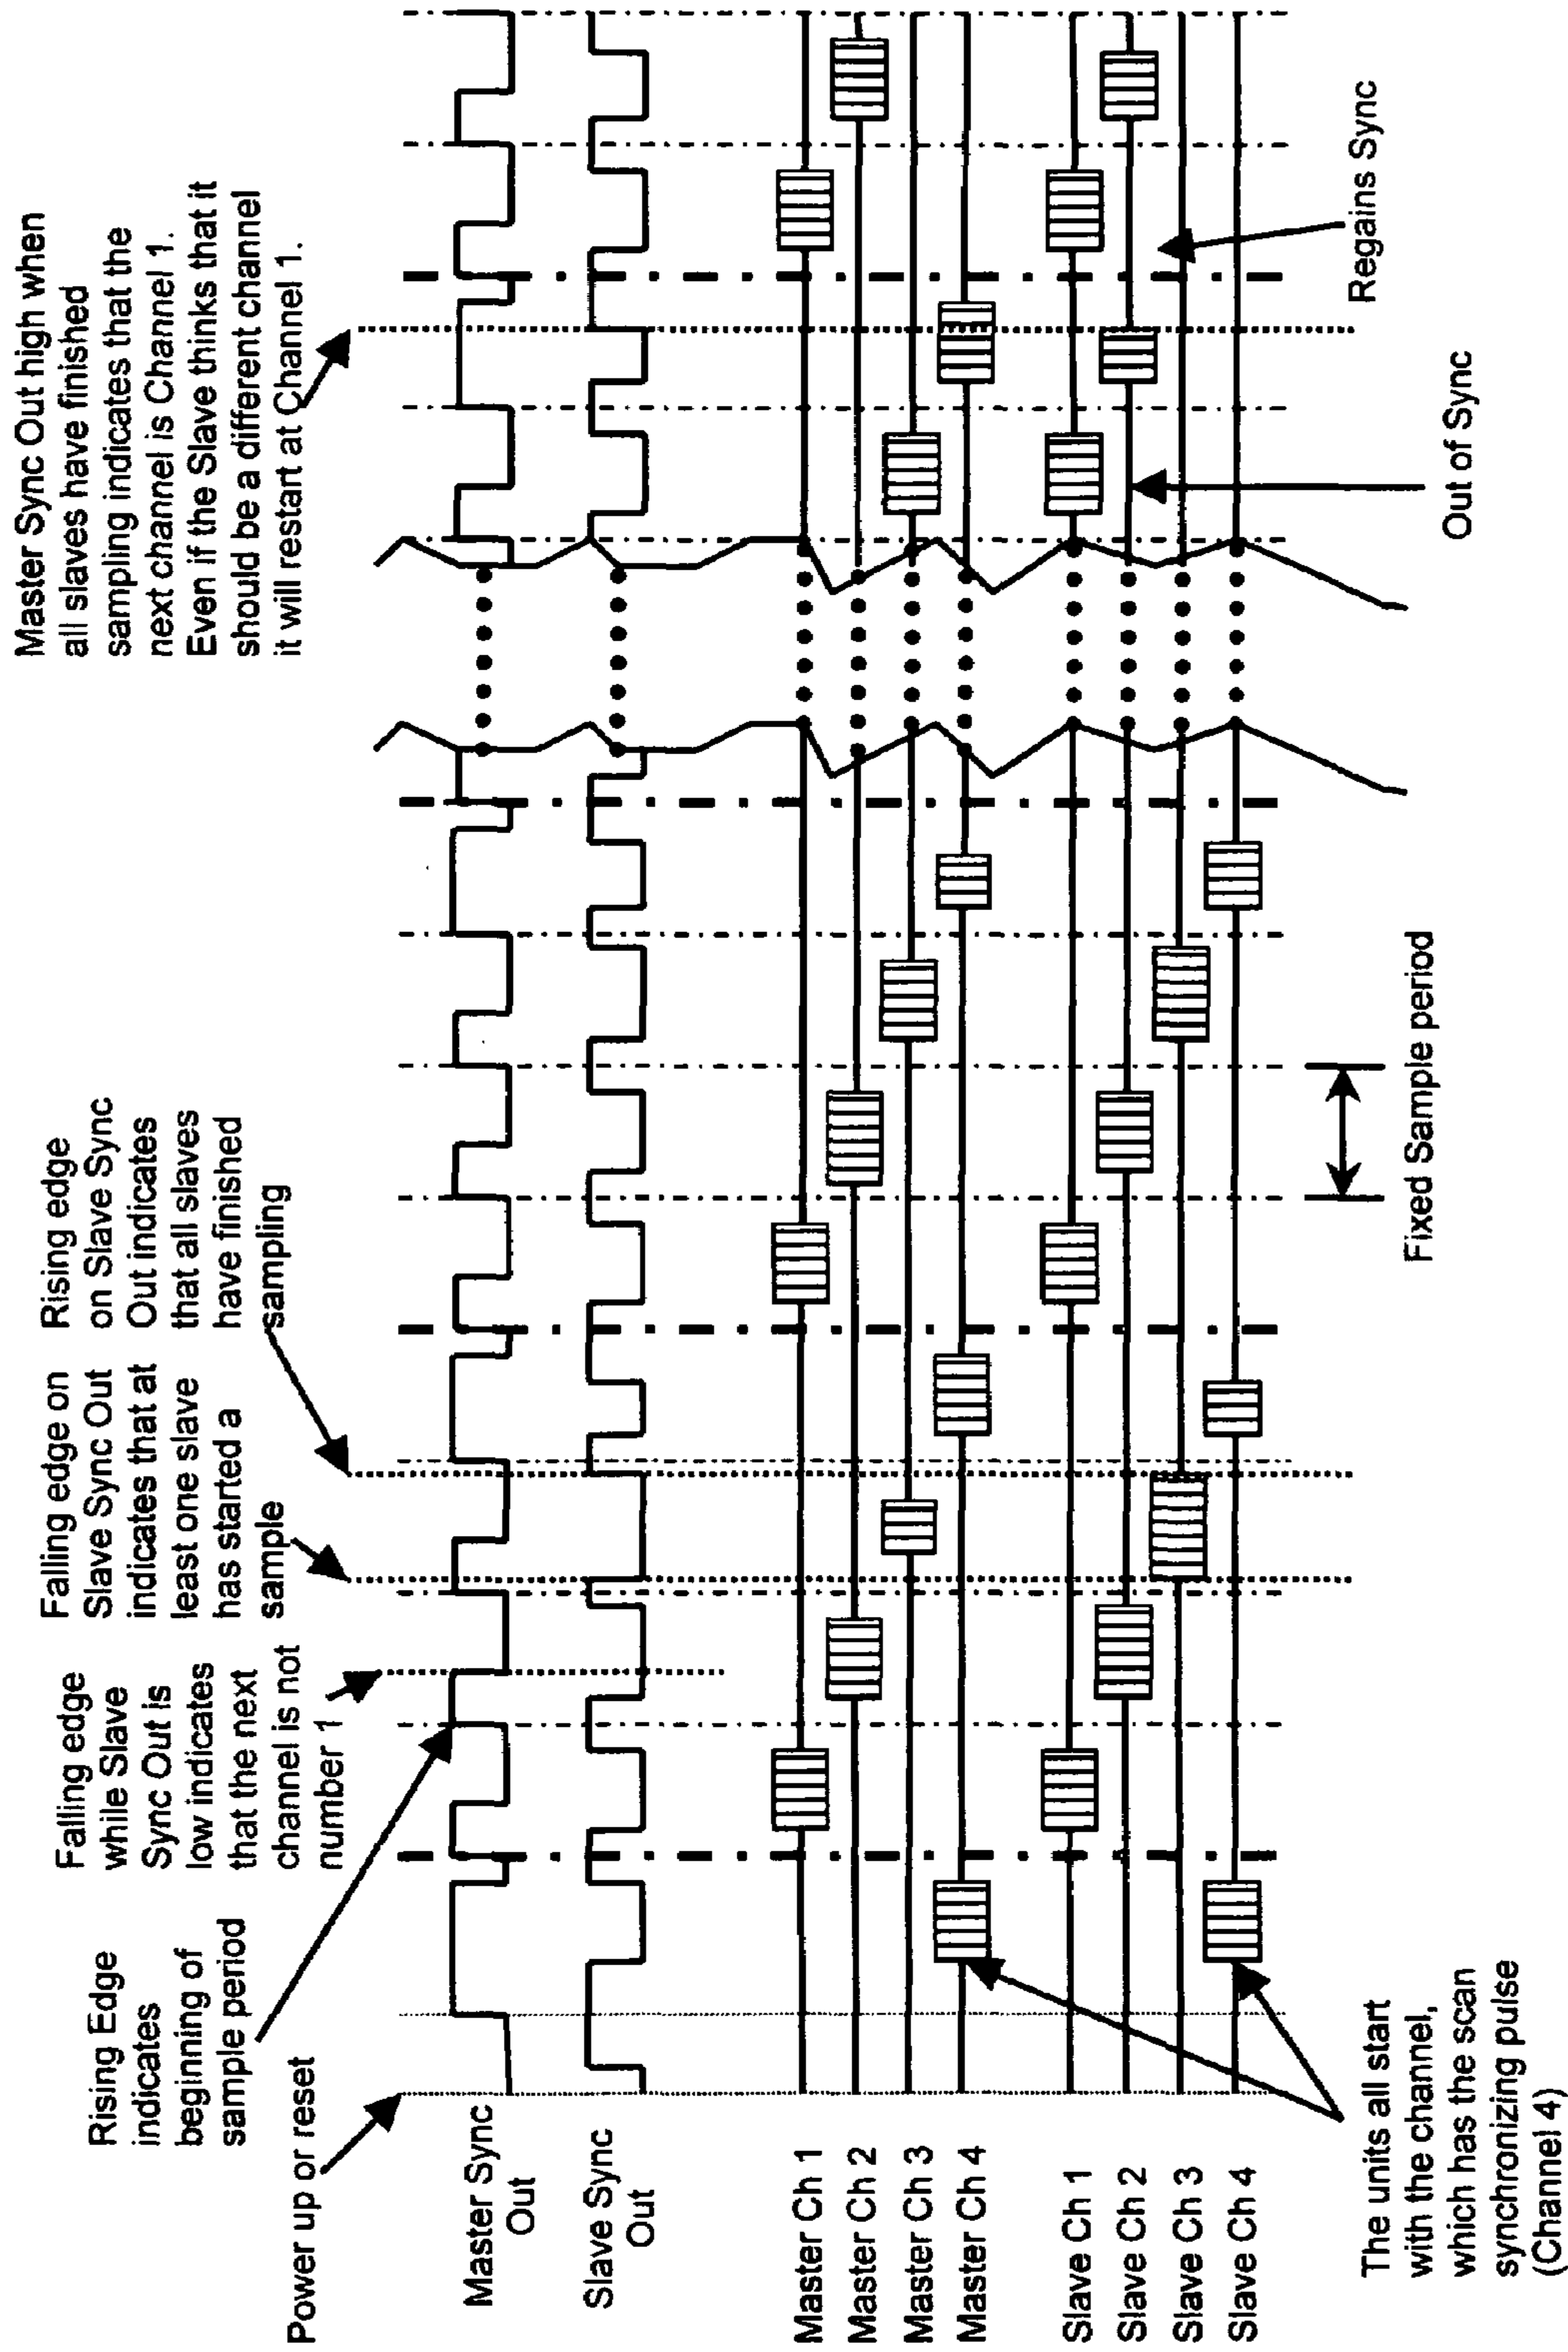 Power up or reset
Rising Edge
indicates
beginning of
sample period
Falling edge
while Slave
Sync Out is
low indicates
that the next
channel is not
number 1
Falling edge on
Slave Sync Out
indicates that at
least one slave
has started a
sample
Rising edge
on Slave Sync
Out indicates
that all slaves
have finished
sampling
Master Sync Out high when
all slaves have finished
sampling indicates that the
next channel is Channel 1.
Even if the Slave thinks that it
should be a different channel
it will restart at Channel 1.
Master Sync
Out
Slave Sync
Out
Master Ch 1
Master Ch 2
Master Ch 3
Master Ch 4
Slave Ch 1
Slave Ch 2
Slave Ch 3
Slave Ch 4
The units all start
with the channel,
which has the scan
synchronizing pulse
(Channel 4)
Fixed Sample period
Out of Sync
Regains Sync